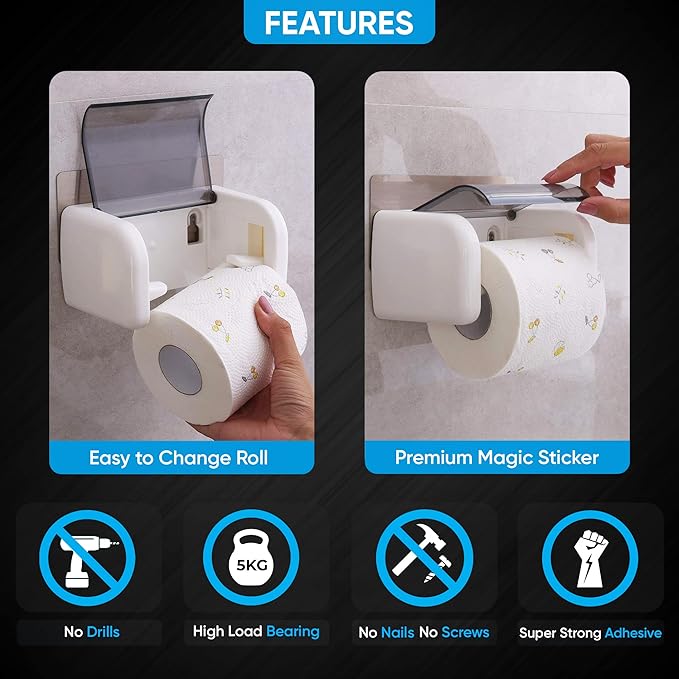 FEATURES
Easy to Change Roll
Premium Magic Sticker
5KG
No Drills
High Load Bearing
No Nails No Screws
Super Strong Adhesive